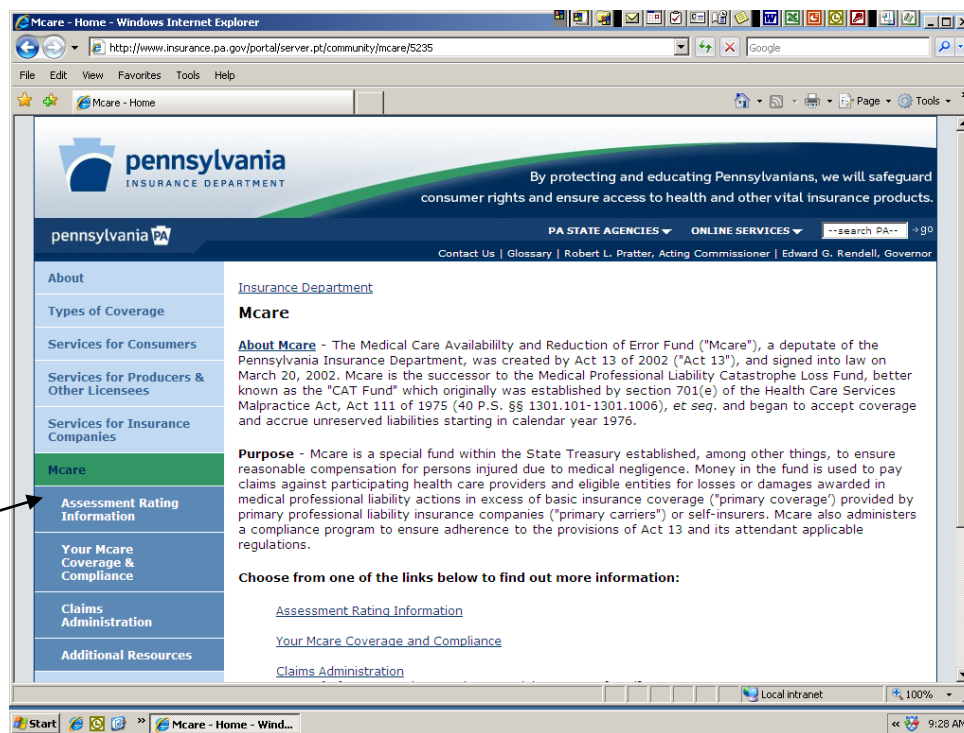 Mcare - Home - Windows Internet Explorer
http://www.insurance.pa.gov/portal/server.pt/community/mcare/5235
Google
File Edit View Favorites Tools Help
Mcare - Home
Page Tools
pennsylvania
INSURANCE DEPARTMENT
By protecting and educating Pennsylvanians, we will safeguard
consumer rights and ensure access to health and other vital insurance products.
pennsylvania PA
PA STATE AGENCIES ONLINE SERVICES --search PA-- go
Contact Us | Glossary | Robert L. Pratter, Acting Commissioner | Edward G. Rendell, Governor
About
Types of Coverage
Services for Consumers
Services for Producers &
Other Licensees
Services for Insurance
Companies
Mcare
Assessment Rating
Information
Your Mcare
Coverage &
Compliance
Claims
Administration
Additional Resources
Insurance Department
Mcare
About Mcare - The Medical Care Availablility and Reduction of Error Fund ("Mcare"), a deputate of the
Pennsylvania Insurance Department, was created by Act 13 of 2002 ("Act 13"), and signed into law on
March 20, 2002. Mcare is the successor to the Medical Professional Liability Catastrophe Loss Fund, better
known as the "CAT Fund" which originally was established by section 701(e) of the Health Care Services
Malpractice Act, Act 111 of 1975 (40 P.S. §§ 1301.101-1301.1006), et seq. and began to accept coverage
and accrue unreserved liabilities starting in calendar year 1976.
Purpose - Mcare is a special fund within the State Treasury established, among other things, to ensure
reasonable compensation for persons injured due to medical negligence. Money in the fund is used to pay
claims against participating health care providers and eligible entities for losses or damages awarded in
medical professional liability actions in excess of basic insurance coverage ("primary coverage') provided by
primary professional liability insurance companies ("primary carriers") or self-insurers. Mcare also administers
a compliance program to ensure adherence to the provisions of Act 13 and its attendant applicable
regulations.
Choose from one of the links below to find out more information:
Assessment Rating Information
Your Mcare Coverage and Compliance
Claims Administration
Local intranet 100%
Start Mcare - Home - Wind... 9:28 AM